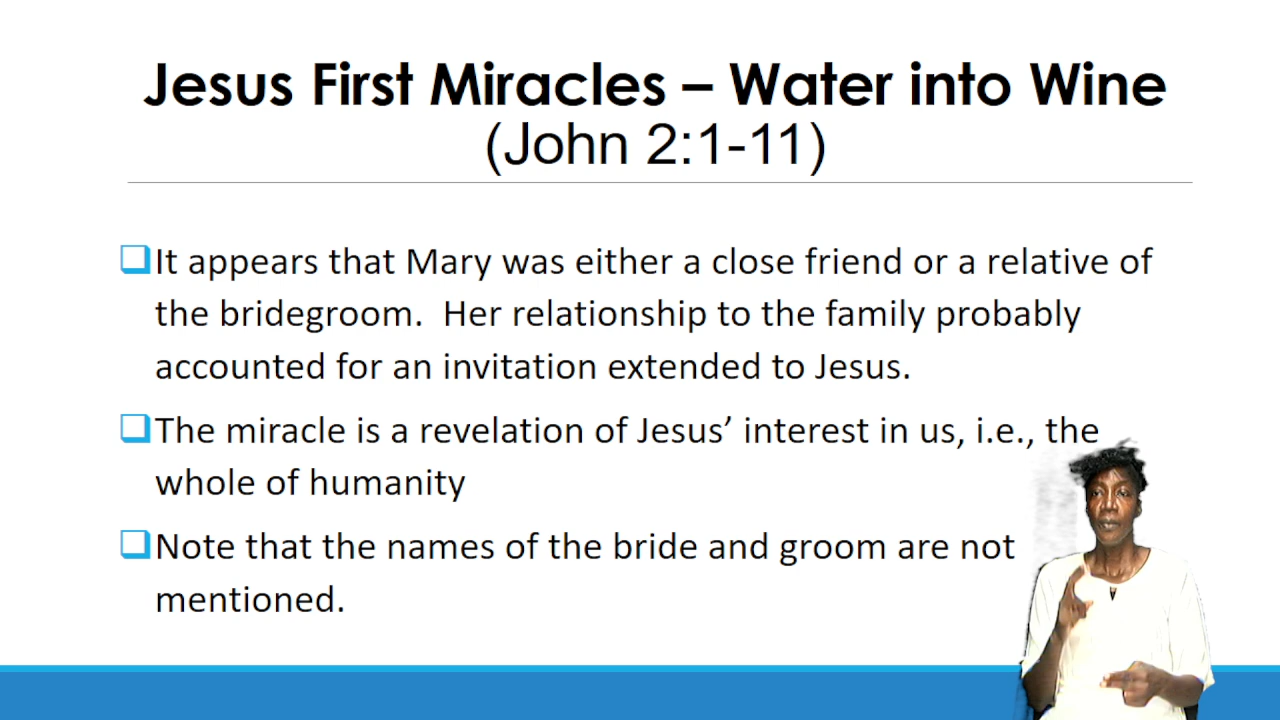 Jesus First Miracles – Water into Wine
(John 2:1-11)
It appears that Mary was either a close friend or a relative of
the bridegroom.  Her relationship to the family probably
accounted for an invitation extended to Jesus.
The miracle is a revelation of Jesus’ interest in us, i.e., the
whole of humanity
Note that the names of the bride and groom are not
mentioned.